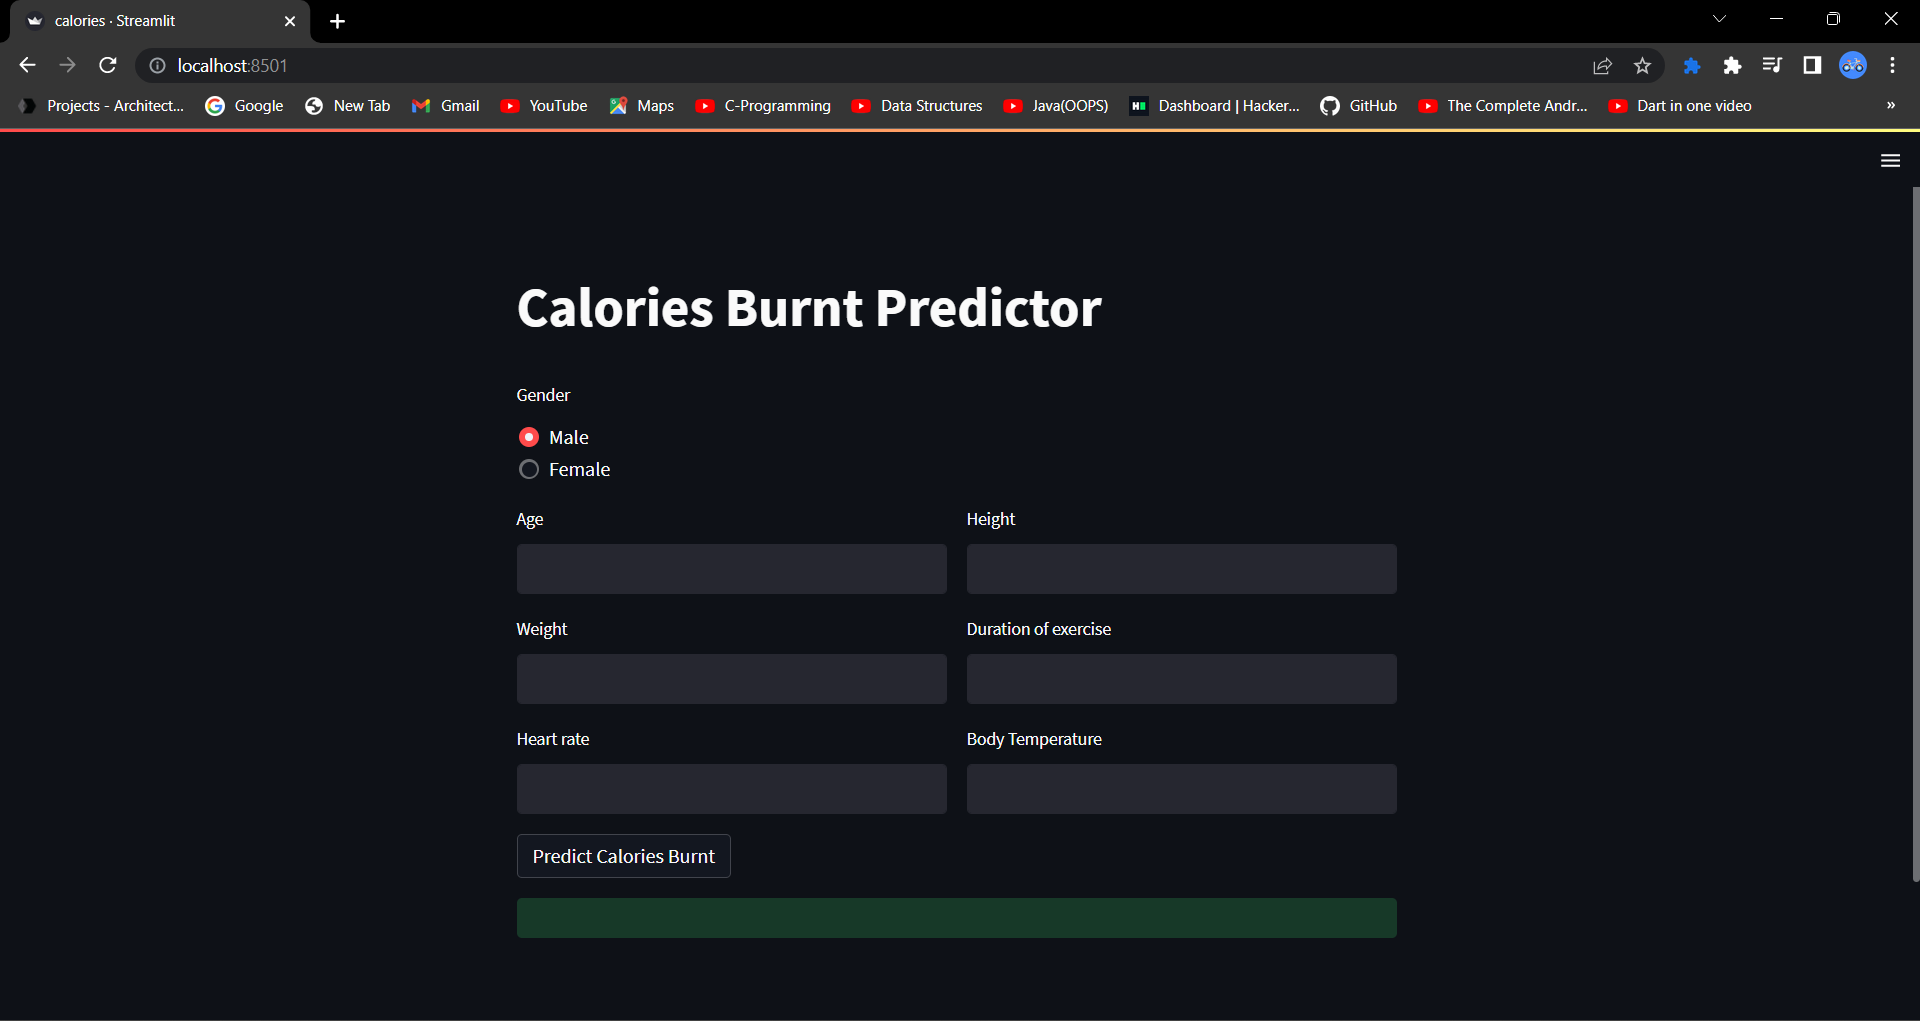 calories · Streamlit
localhost:8501
Projects - Architect... Google New Tab Gmail YouTube Maps C-Programming Data Structures Java(OOPS) Dashboard | Hacker... GitHub The Complete Andr... Dart in one video »
Calories Burnt Predictor
Gender
Male
Female
Age Height
Weight Duration of exercise
Heart rate Body Temperature
Predict Calories Burnt